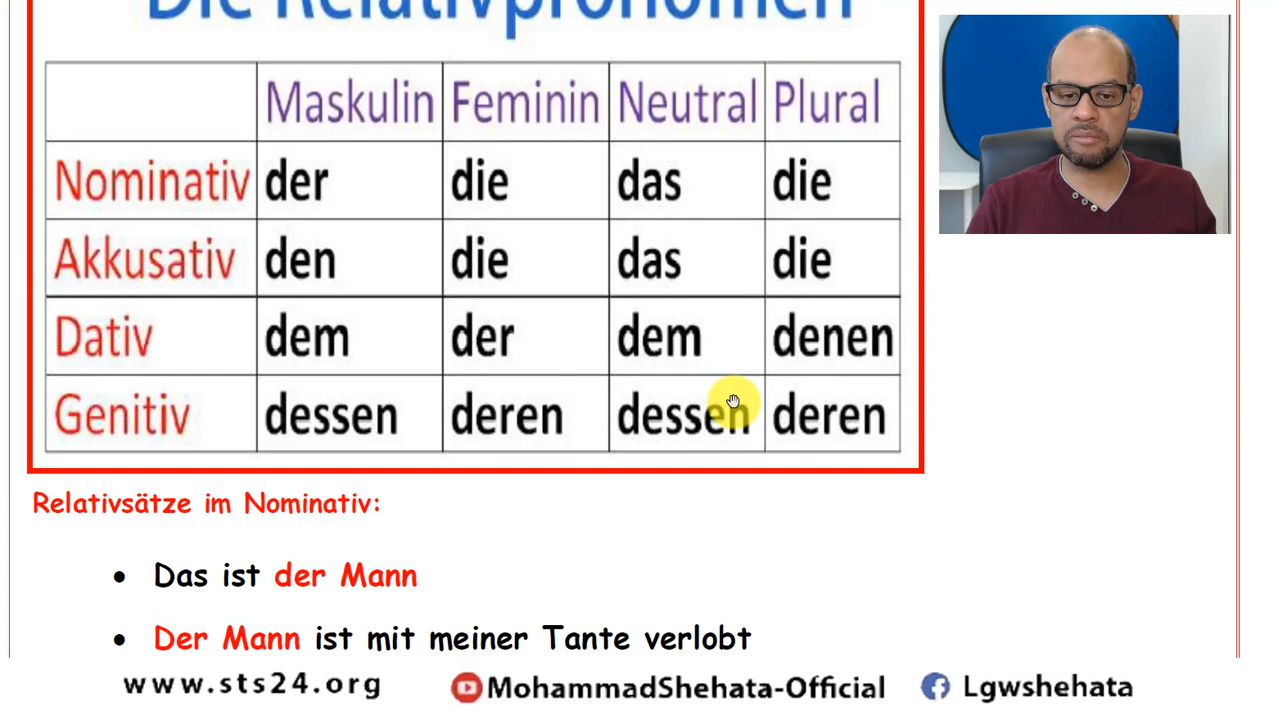 Die Relativpronomen
Maskulin Feminin Neutral Plural
Nominativ der die das die
Akkusativ den die das die
Dativ dem der dem denen
Genitiv dessen deren dessen deren
Relativsätze im Nominativ:
• Das ist der Mann
• Der Mann ist mit meiner Tante verlobt
www.sts24.org MohammadShehata-Official Lgwshehata